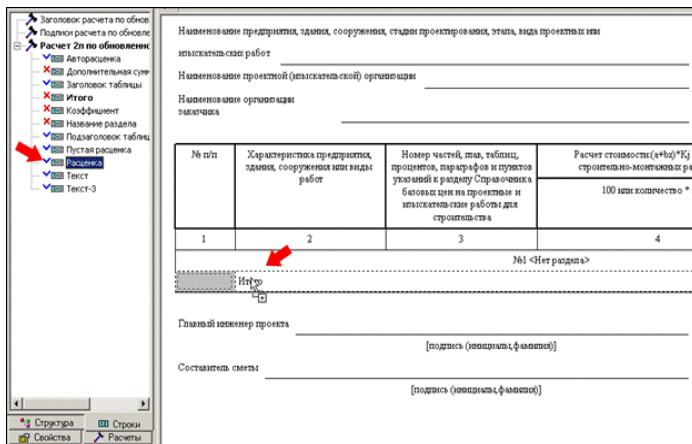 Заголовок расчета по обнов
Подписи расчета по обновле
Расчет 2п по обновленно
Авторасценка
Дополнительная сумм
Заголовок таблицы
Итого
Коэффициент
Название раздела
Подзаголовок таблиц
Пустая расценка
Расценка
Текст
Текст-3
Структура
Строки
Свойства
Расчеты
Наименование предприятия, здания, сооружения, стадии проектирования, этапа, вида проектных или
изыскательских работ
Наименование проектной (изыскательской) организации
Наименование организации
заказчика
№ п/п
Характеристика предприятия,
здания, сооружения или виды
работ
Номер частей, глав, таблиц,
процентов, параграфов и пунктов
указаний к разделу Справочника
базовых цен на проектные и
изыскательские работы для
строительства
Расчет стоимости:(a+bx)*Kj
строительно-монтажных ра
100 или количество *
1
2
3
4
№1 <Нет раздела>
Итого
Главный инженер проекта
[подпись (инициалы,фамилия)]
Составитель сметы
[подпись (инициалы,фамилия)]